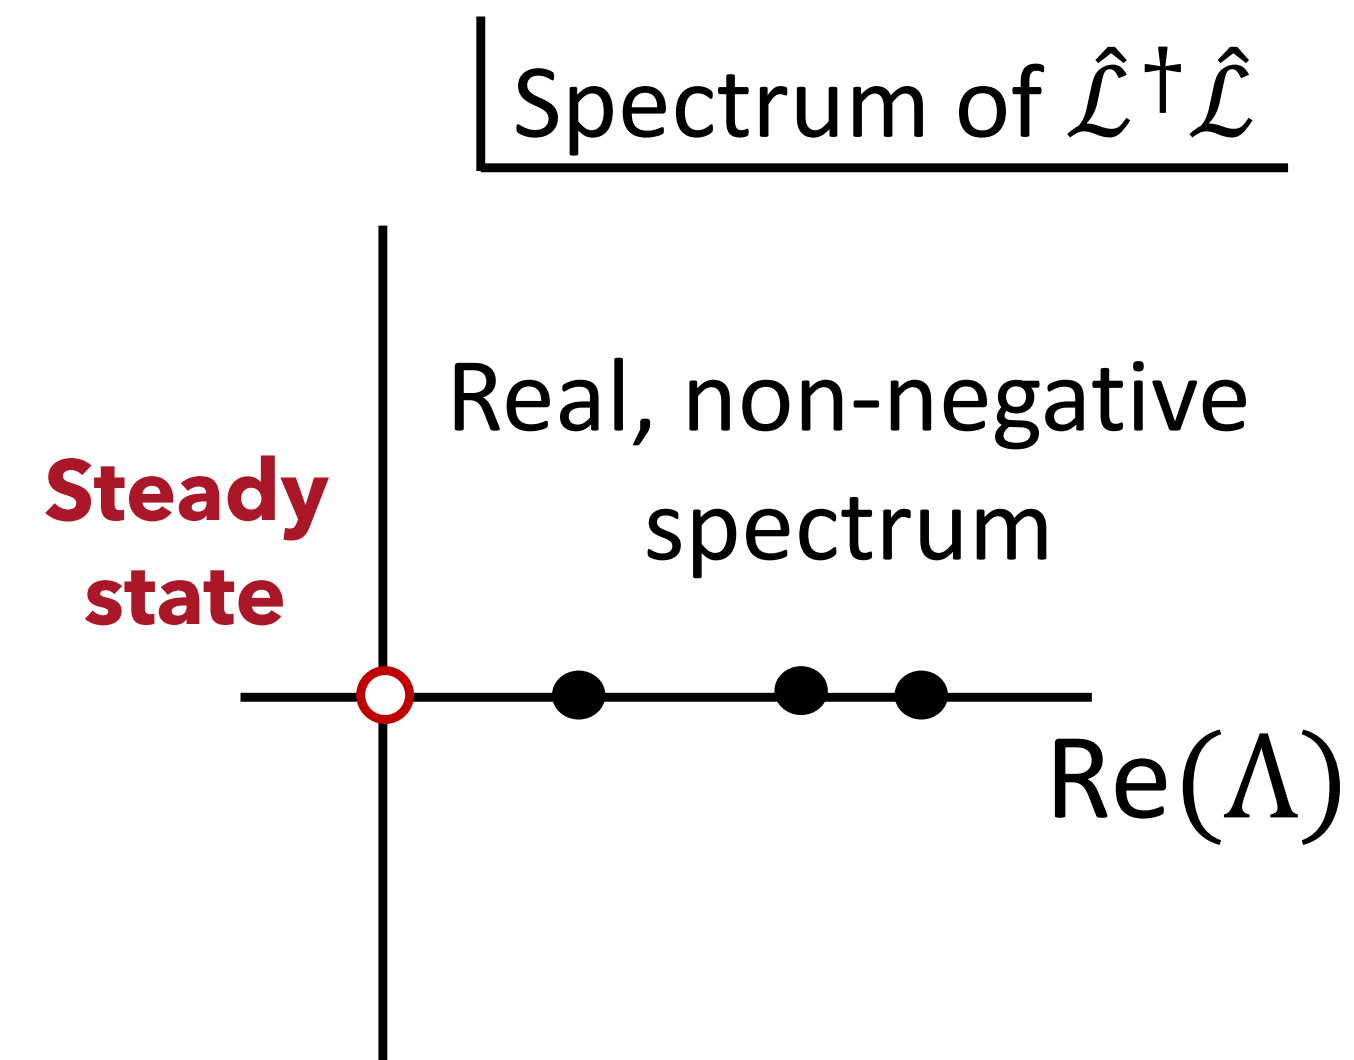 Spectrum of ℒ̂†ℒ̂
Real, non-negative
spectrum
Steady
state
Re(Λ)